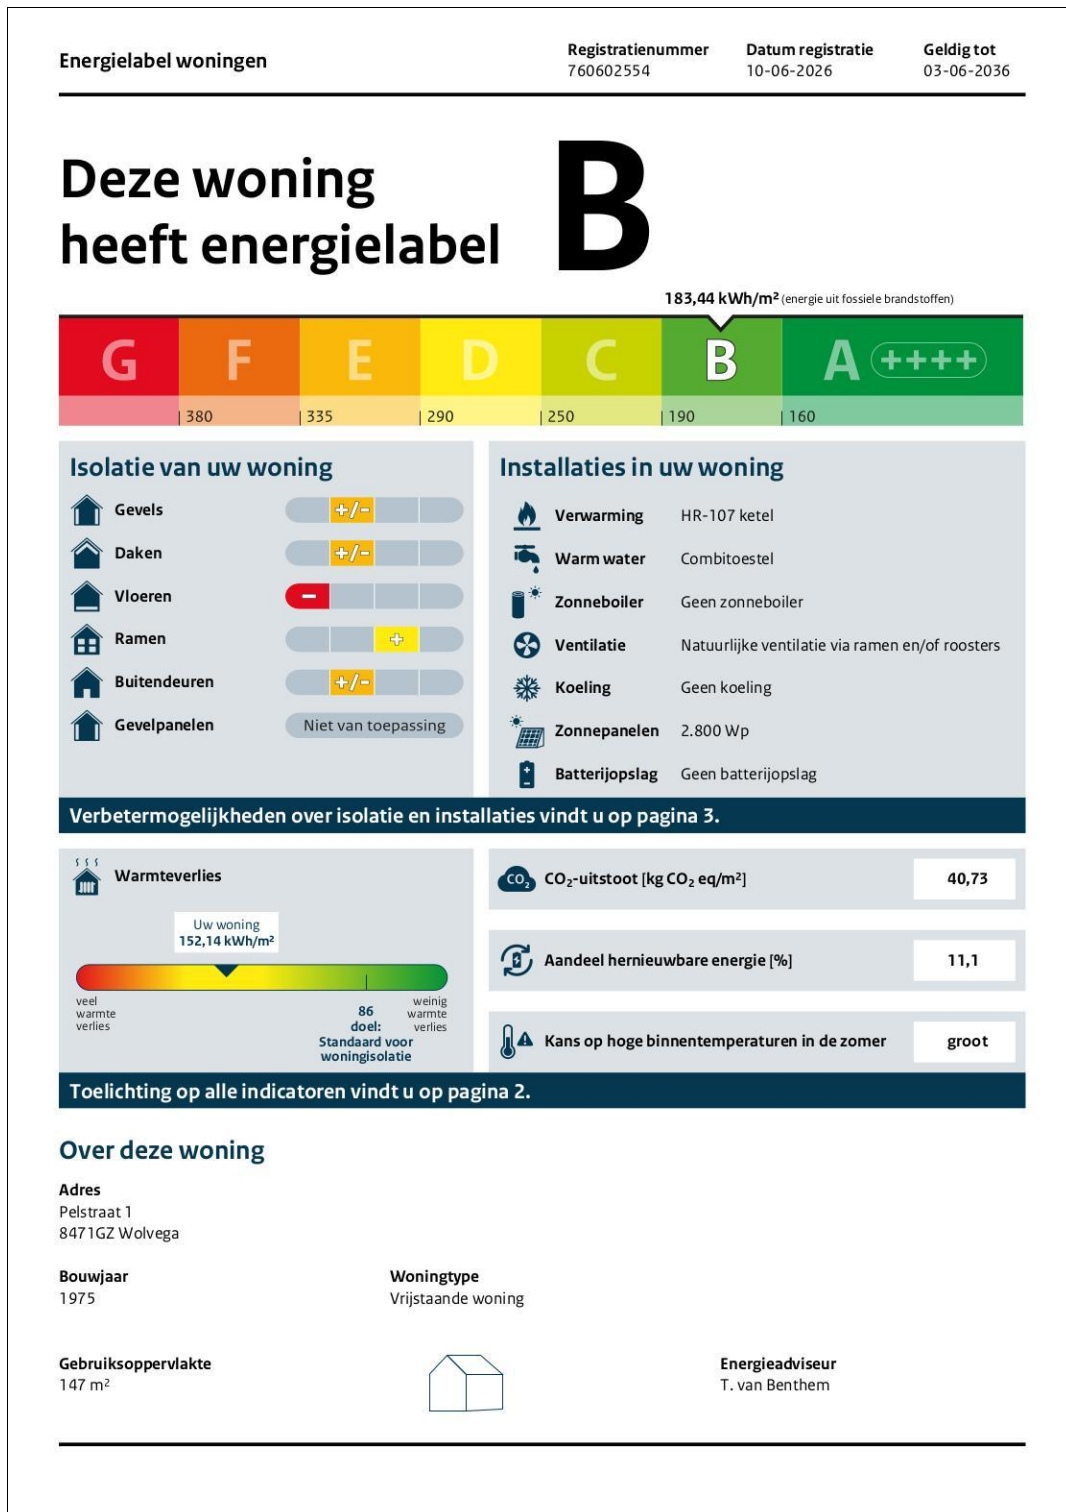 Energielabel woningen
Registratienummer
760602554
Datum registratie
10-06-2026
Geldig tot
03-06-2036
Deze woning
heeft energielabel
B
183,44 kWh/m² (energie uit fossiele brandstoffen)
G F E D C B A ++++
380 335 290 250 190 160
Isolatie van uw woning
Gevels +/-
Daken +/-
Vloeren −
Ramen +
Buitendeuren +/-
Gevelpanelen Niet van toepassing
Installaties in uw woning
Verwarming HR-107 ketel
Warm water Combitoestel
Zonneboiler Geen zonneboiler
Ventilatie Natuurlijke ventilatie via ramen en/of roosters
Koeling Geen koeling
Zonnepanelen 2.800 Wp
Batterijopslag Geen batterijopslag
Verbetermogelijkheden over isolatie en installaties vindt u op pagina 3.
Warmteverlies
Uw woning
152,14 kWh/m²
veel
warmte
verlies
86
doel:
Standaard voor
woningisolatie
weinig
warmte
verlies
CO₂
CO₂-uitstoot [kg CO₂ eq/m²] 40,73
Aandeel hernieuwbare energie [%] 11,1
Kans op hoge binnentemperaturen in de zomer groot
Toelichting op alle indicatoren vindt u op pagina 2.
Over deze woning
Adres
Pelstraat 1
8471GZ Wolvega
Bouwjaar
1975
Woningtype
Vrijstaande woning
Gebruiksoppervlakte
147 m²
Energieadviseur
T. van Benthem